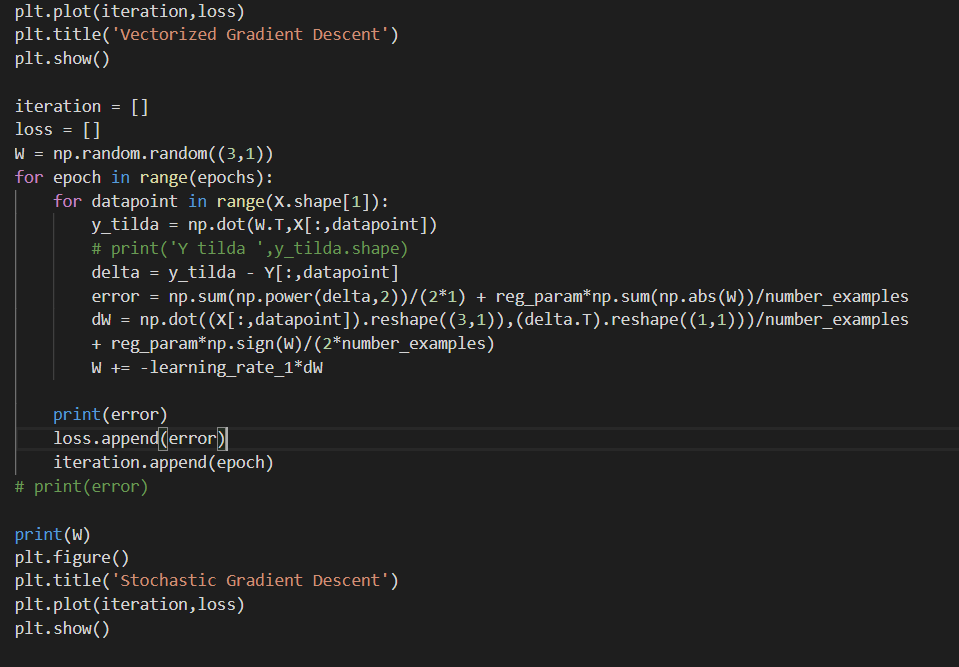 plt.plot(iteration,loss)
plt.title('Vectorized Gradient Descent')
plt.show()

iteration = []
loss = []
W = np.random.random((3,1))
for epoch in range(epochs):
    for datapoint in range(X.shape[1]):
        y_tilda = np.dot(W.T,X[:,datapoint])
        # print('Y tilda ',y_tilda.shape)
        delta = y_tilda - Y[:,datapoint]
        error = np.sum(np.power(delta,2))/(2*1) + reg_param*np.sum(np.abs(W))/number_examples
        dW = np.dot((X[:,datapoint]).reshape((3,1)),(delta.T).reshape((1,1)))/number_examples
        + reg_param*np.sign(W)/(2*number_examples)
        W += -learning_rate_1*dW

    print(error)
    loss.append(error)
    iteration.append(epoch)
# print(error)

print(W)
plt.figure()
plt.title('Stochastic Gradient Descent')
plt.plot(iteration,loss)
plt.show()